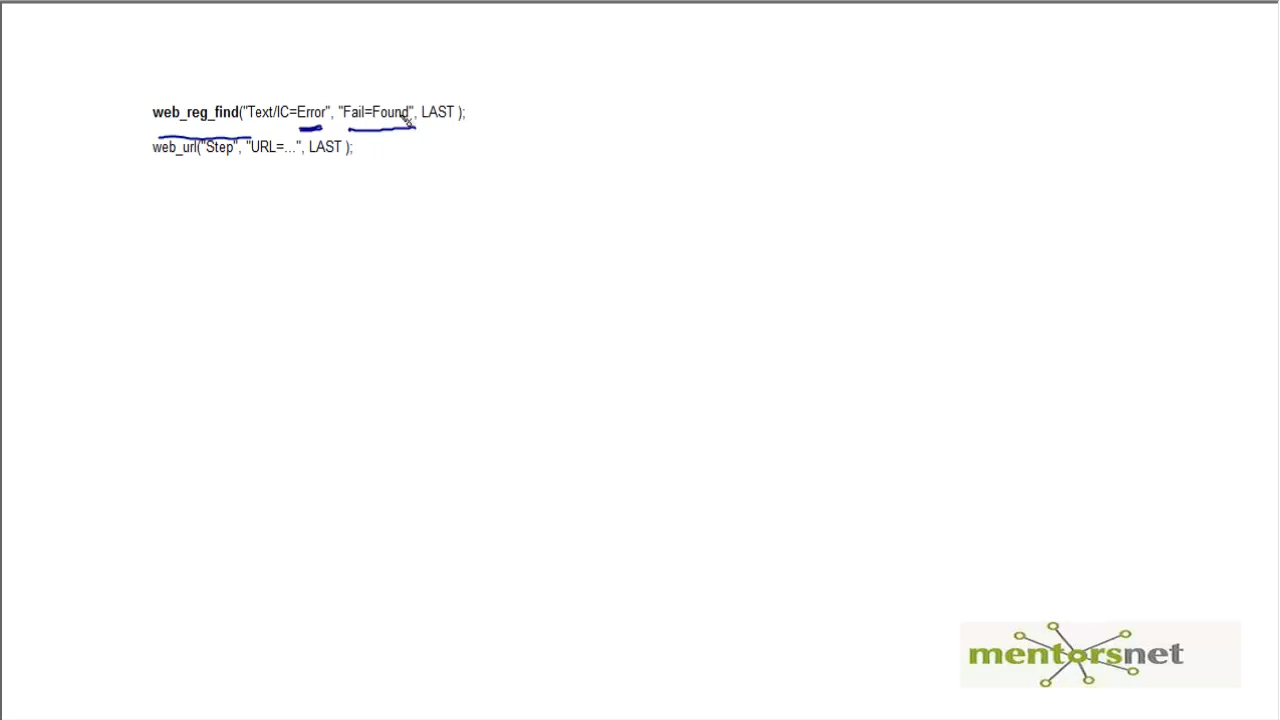 web_reg_find("Text/IC=Error", "Fail=Found", LAST );
web_url("Step", "URL=...", LAST );
mentorsnet